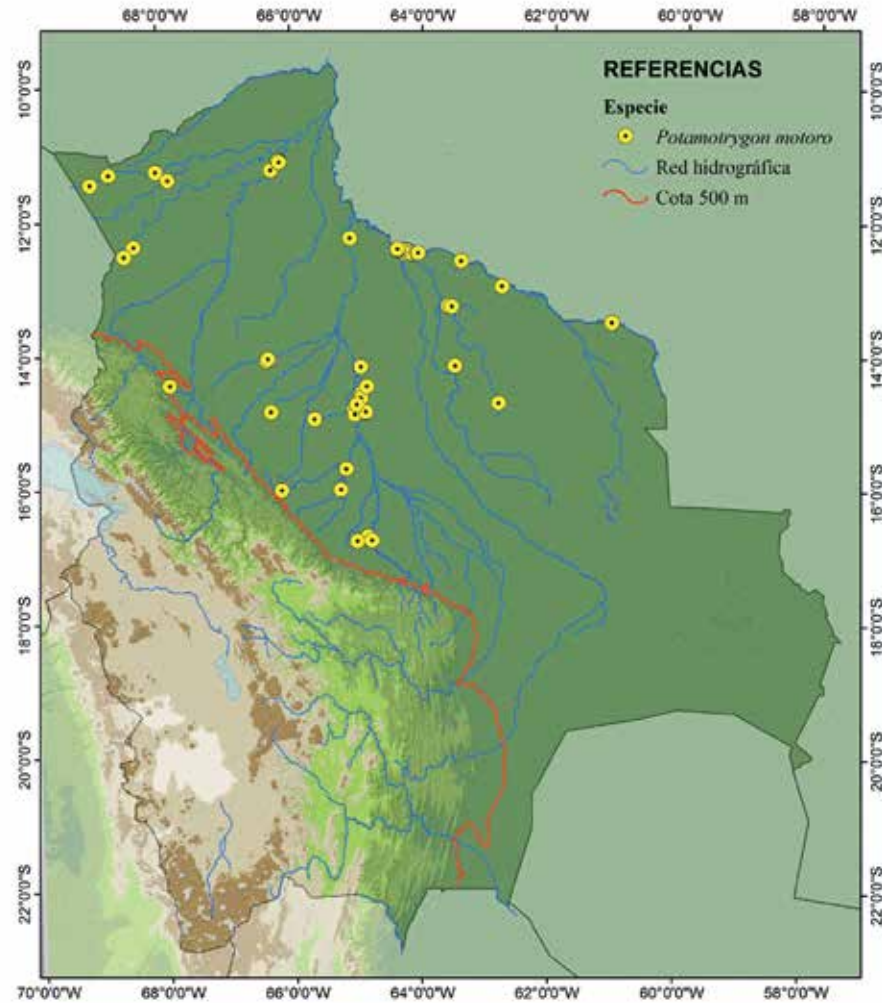 68°0'0"W 66°0'0"W 64°0'0"W 62°0'0"W 60°0'0"W 58°0'0"W
REFERENCIAS
Especie
Potamotrygon motoro
Red hidrográfica
Cota 500 m
10°0'0"S 10°0'0"S
12°0'0"S 12°0'0"S
14°0'0"S 14°0'0"S
16°0'0"S 16°0'0"S
18°0'0"S 18°0'0"S
20°0'0"S 20°0'0"S
22°0'0"S 22°0'0"S
70°0'0"W 68°0'0"W 66°0'0"W 64°0'0"W 62°0'0"W 60°0'0"W 58°0'0"W